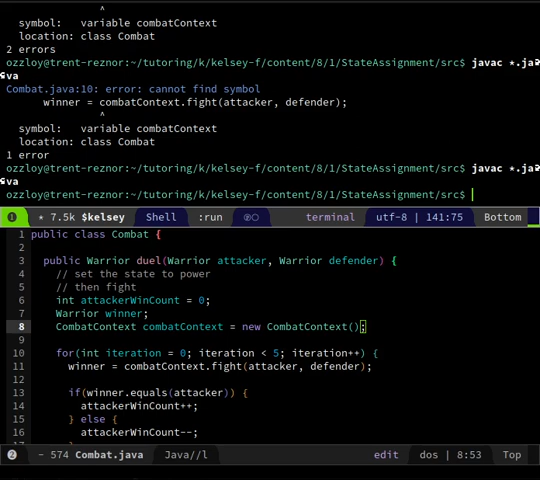 ^
symbol:   variable combatContext
location: class Combat
2 errors
ozzloy@trent-reznor:~/tutoring/k/kelsey-f/content/8/1/StateAssignment/src$ javac *.ja
va
Combat.java:10: error: cannot find symbol
winner = combatContext.fight(attacker, defender);
^
symbol:   variable combatContext
location: class Combat
1 error
ozzloy@trent-reznor:~/tutoring/k/kelsey-f/content/8/1/StateAssignment/src$ javac *.ja
va
ozzloy@trent-reznor:~/tutoring/k/kelsey-f/content/8/1/StateAssignment/src$
1 * 7.5k $kelsey Shell :run terminal utf-8 | 141:75 Bottom
1 public class Combat {
2
3 public Warrior duel(Warrior attacker, Warrior defender) {
4 // set the state to power
5 // then fight
6 int attackerWinCount = 0;
7 Warrior winner;
8 CombatContext combatContext = new CombatContext();
9
10 for(int iteration = 0; iteration < 5; iteration++) {
11 winner = combatContext.fight(attacker, defender);
12
13 if(winner.equals(attacker)) {
14 attackerWinCount++;
15 } else {
16 attackerWinCount--;
2 - 574 Combat.java Java//l edit dos | 8:53 Top